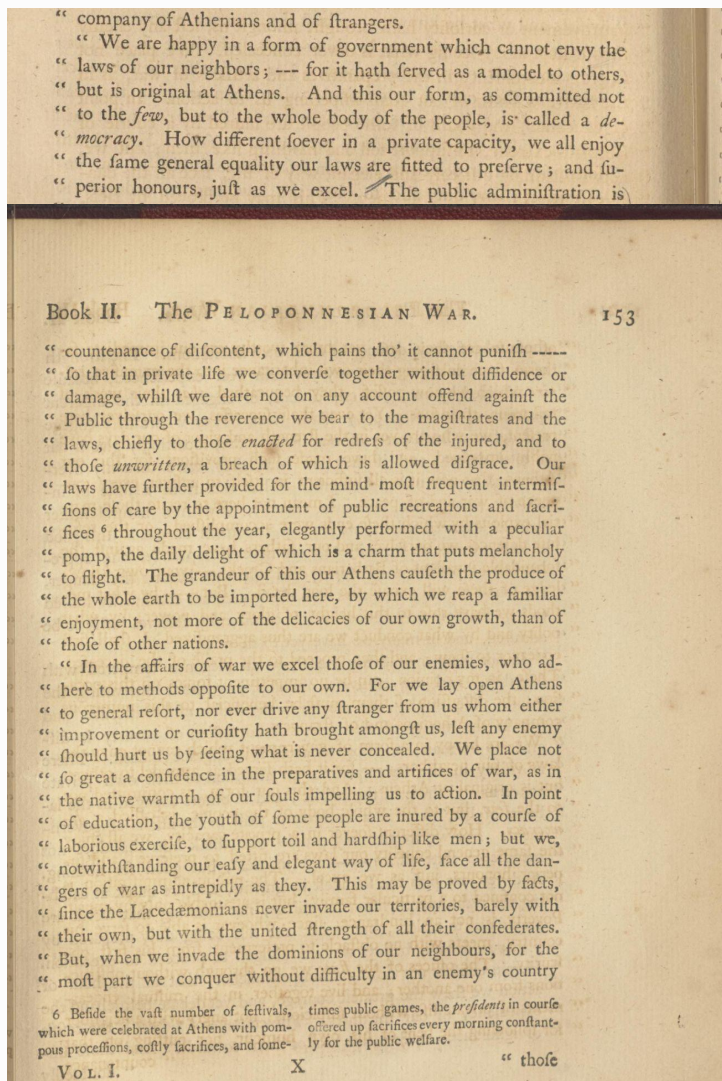 “ company of Athenians and of ſtrangers.
“ We are happy in a form of government which cannot envy the
“ laws of our neighbors; --- for it hath ſerved as a model to others,
“ but is original at Athens. And this our form, as committed not
“ to the few, but to the whole body of the people, is called a de-
“ mocracy. How different ſoever in a private capacity, we all enjoy
“ the ſame general equality our laws are fitted to preſerve; and ſu-
“ perior honours, juſt as we excel. The public adminiſtration is
Book II. The PELOPONNESIAN WAR. 153
“ countenance of diſcontent, which pains tho’ it cannot puniſh -----
“ ſo that in private life we converſe together without diffidence or
“ damage, whilſt we dare not on any account offend againſt the
“ Public through the reverence we bear to the magiſtrates and the
“ laws, chiefly to thoſe enacted for redreſs of the injured, and to
“ thoſe unwritten, a breach of which is allowed diſgrace. Our
“ laws have further provided for the mind moſt frequent intermiſ-
“ ſions of care by the appointment of public recreations and ſacri-
“ fices 6 throughout the year, elegantly performed with a peculiar
“ pomp, the daily delight of which is a charm that puts melancholy
“ to flight. The grandeur of this our Athens cauſeth the produce of
“ the whole earth to be imported here, by which we reap a familiar
“ enjoyment, not more of the delicacies of our own growth, than of
“ thoſe of other nations.
“ In the affairs of war we excel thoſe of our enemies, who ad-
“ here to methods oppoſite to our own. For we lay open Athens
“ to general reſort, nor ever drive any ſtranger from us whom either
“ improvement or curioſity hath brought amongſt us, leſt any enemy
“ ſhould hurt us by ſeeing what is never concealed. We place not
“ ſo great a confidence in the preparatives and artifices of war, as in
“ the native warmth of our ſouls impelling us to action. In point
“ of education, the youth of ſome people are inured by a courſe of
“ laborious exerciſe, to ſupport toil and hardſhip like men; but we,
“ notwithſtanding our eaſy and elegant way of life, face all the dan-
“ gers of war as intrepidly as they. This may be proved by facts,
“ ſince the Lacedæmonians never invade our territories, barely with
“ their own, but with the united ſtrength of all their confederates.
“ But, when we invade the dominions of our neighbours, for the
“ moſt part we conquer without difficulty in an enemy’s country
6 Beſide the vaſt number of feſtivals,
which were celebrated at Athens with pom-
pous proceſſions, coſtly ſacrifices, and ſome-
times public games, the preſidents in courſe
offered up ſacrifices every morning conſtant-
ly for the public welfare.
VOL. I. X “ thoſe